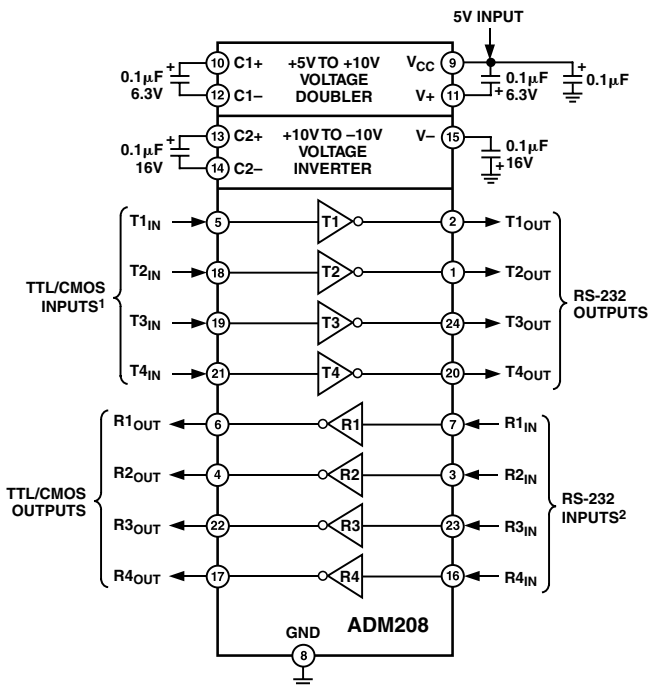 5V INPUT
0.1µF
6.3V
10 C1+
12 C1–
+5V TO +10V
VOLTAGE
DOUBLER
VCC 9
V+ 11
0.1µF
6.3V
0.1µF
0.1µF
16V
13 C2+
14 C2–
+10V TO –10V
VOLTAGE
INVERTER
V– 15
0.1µF
16V
TTL/CMOS
INPUTS1
T1IN 5 T1 2 T1OUT
T2IN 18 T2 1 T2OUT
T3IN 19 T3 24 T3OUT
T4IN 21 T4 20 T4OUT
RS-232
OUTPUTS
TTL/CMOS
OUTPUTS
R1OUT 6 R1 7 R1IN
R2OUT 4 R2 3 R2IN
R3OUT 22 R3 23 R3IN
R4OUT 17 R4 16 R4IN
RS-232
INPUTS2
GND
8
ADM208